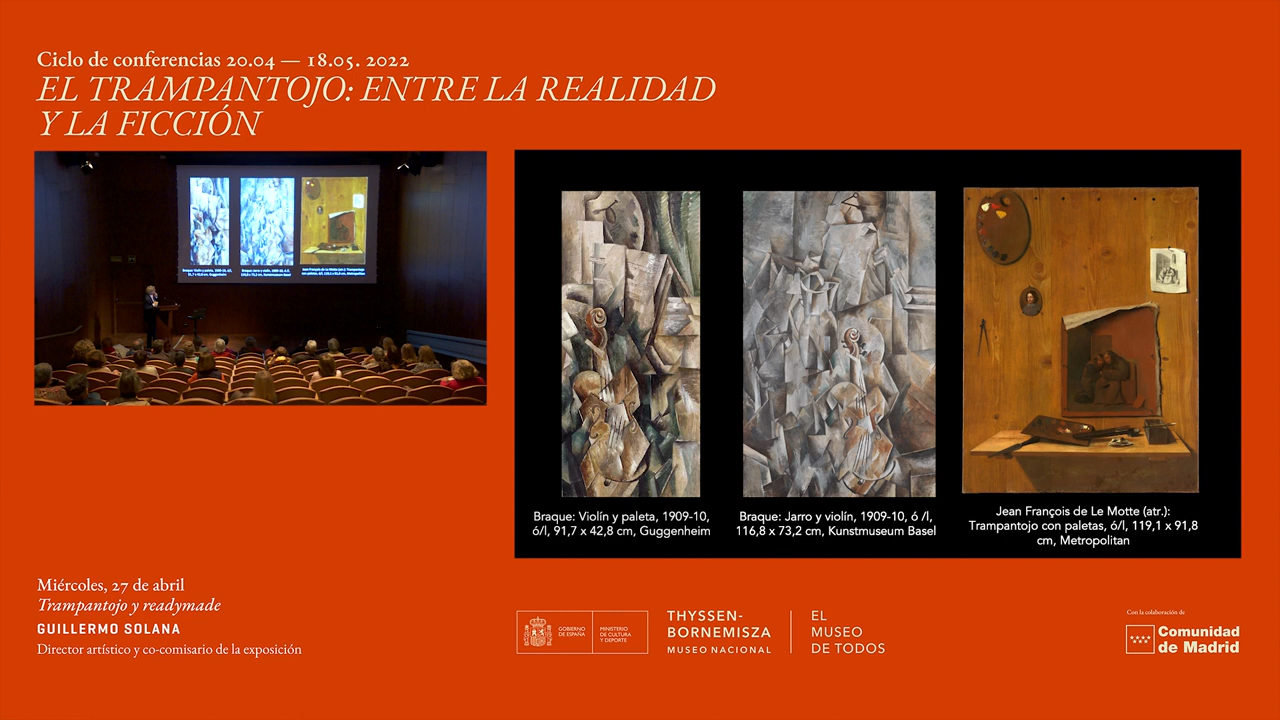 Ciclo de conferencias 20.04 — 18.05. 2022
EL TRAMPANTOJO: ENTRE LA REALIDAD
Y LA FICCIÓN
Braque: Violín y paleta, 1909-10,
ó/l, 91,7 x 42,8 cm, Guggenheim
Braque: Jarro y violín, 1909-10, ó /l,
116,8 x 73,2 cm, Kunstmuseum Basel
Jean François de Le Motte (atr.):
Trampantojo con paletas, ó/l, 119,1 x 91,8
cm, Metropolitan
Miércoles, 27 de abril
Trampantojo y readymade
GUILLERMO SOLANA
Director artístico y co-comisario de la exposición
GOBIERNO
DE ESPAÑA
MINISTERIO
DE CULTURA
Y DEPORTE
THYSSEN-
BORNEMISZA
MUSEO NACIONAL
EL
MUSEO
DE TODOS
Con la colaboración de
Comunidad
de Madrid